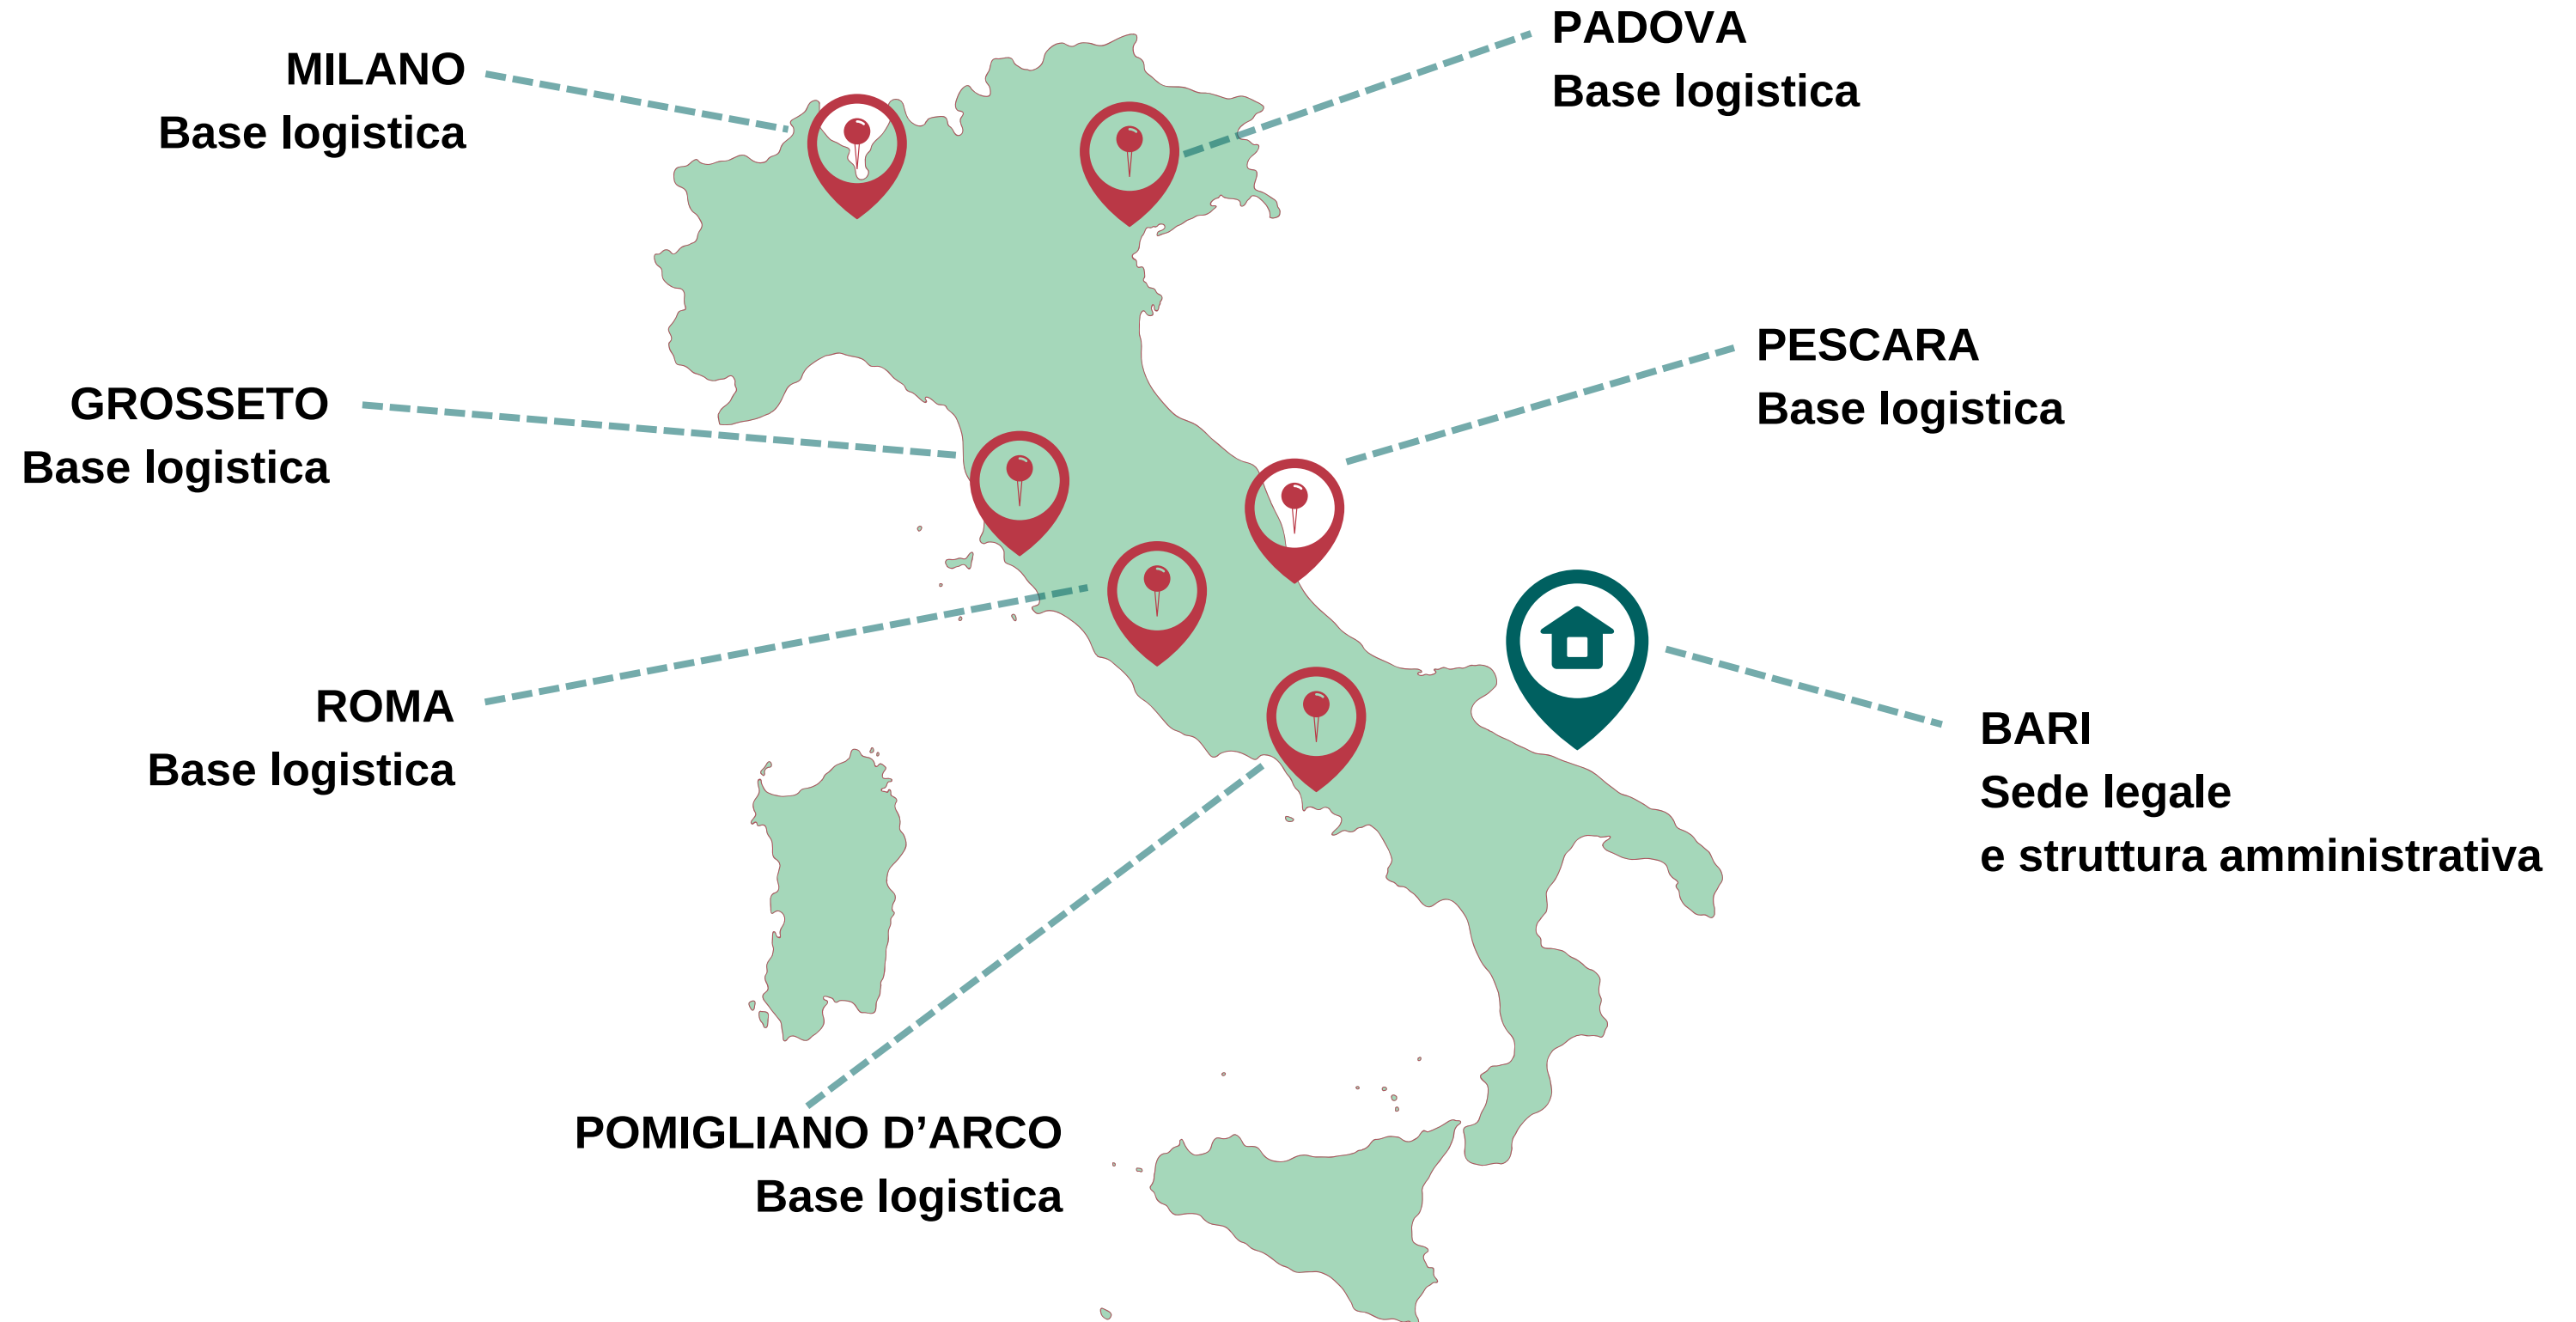 MILANO
Base logistica
PADOVA
Base logistica
GROSSETO
Base logistica
PESCARA
Base logistica
ROMA
Base logistica
BARI
Sede legale
e struttura amministrativa
POMIGLIANO D’ARCO
Base logistica